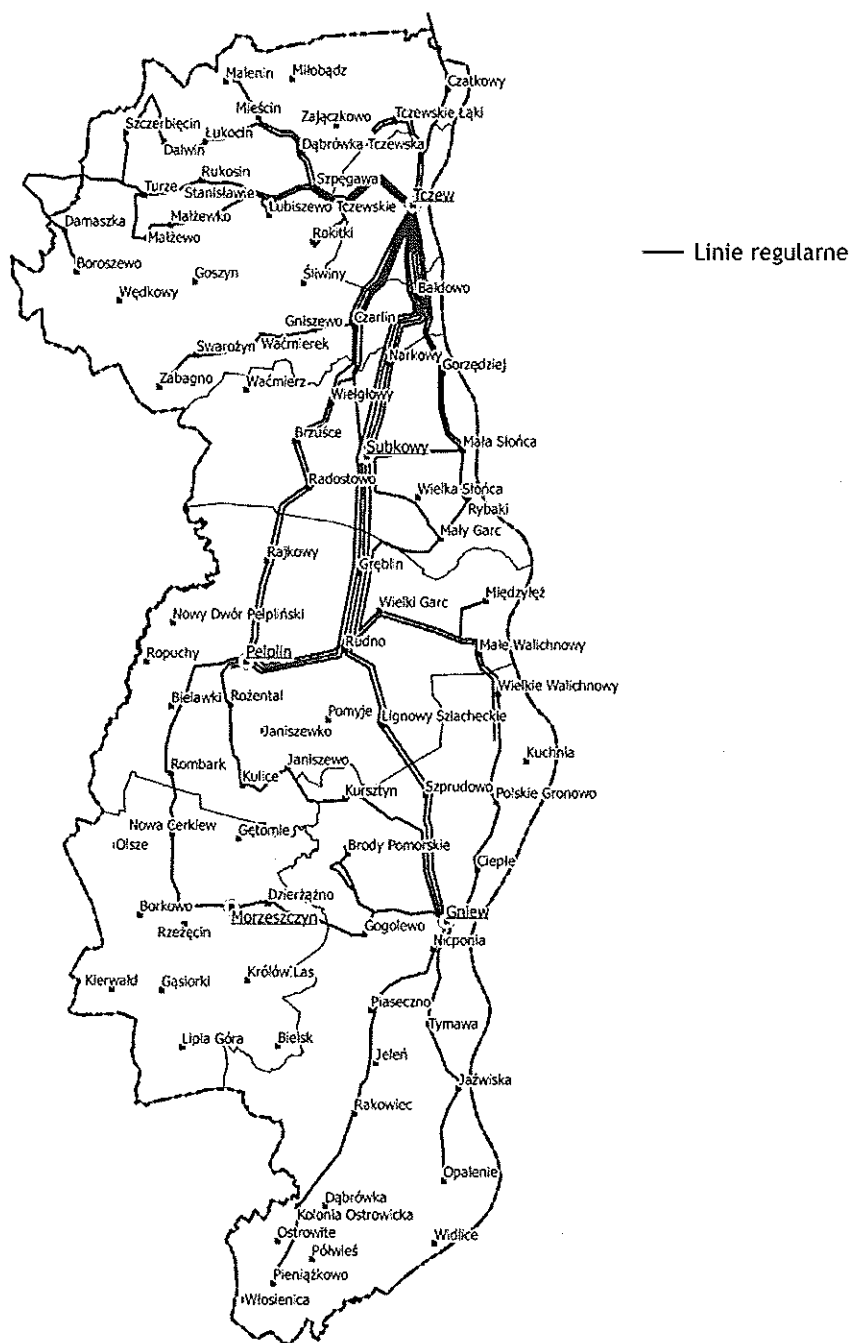 Malenin
Miłobądz
Czatkowy
Mieścin
Zajączkowo
Tczewskie Łąki
Szczerbięcin
Łukocin
Dalwin
Dąbrówka Tczewska
Rukosin
Szpęgawa
Turze
Stanisławie
Tczew
Lubiszewo Tczewskie
Damaszka
Małżewko
Małżewo
Rokitki
Linie regularne
Boroszewo
Goszyn
Śliwiny
Bałdowo
Wędkowy
Gniszewo
Czarlin
Swarożyn
Waćmierek
Narkowy
Gorzędziej
Zabagno
Waćmierz
Wielgłowy
Brzuśce
Subkowy
Mała Słońca
Radostowo
Wielka Słońca
Rybaki
Mały Garc
Rajkowy
Gręblin
Międzyłęż
Nowy Dwór Pelpliński
Wielki Garc
Rudno
Małe Walichnowy
Ropuchy
Pelplin
Wielkie Walichnowy
Bielawki
Rożental
Pomyje
Lignowy Szlacheckie
Janiszewko
Kuchnia
Rombark
Janiszewo
Kulice
Kursztyn
Szprudowo
Polskie Gronowo
Nowa Cerkiew
Olsze
Gętomie
Brody Pomorskie
Ciepłe
Dzierżążno
Borkowo
Morzeszczyn
Gniew
Rzeżęcin
Gogolewo
Nicponia
Królów Las
Kierwałd
Gąsiorki
Piaseczno
Tymawa
Lipia Góra
Bielsk
Jeleń
Jaźwiska
Rakowiec
Opalenie
Dąbrówka
Kolonia Ostrowicka
Ostrowite
Widlice
Półwieś
Pieniążkowo
Włosienica